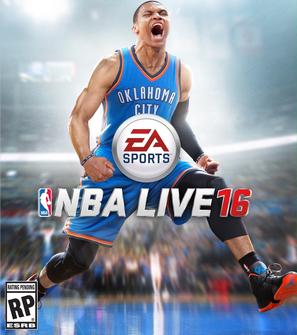 OKLAHOMA
CITY
EA
SPORTS
NBA LIVE 16
RATING PENDING
RP
ESRB